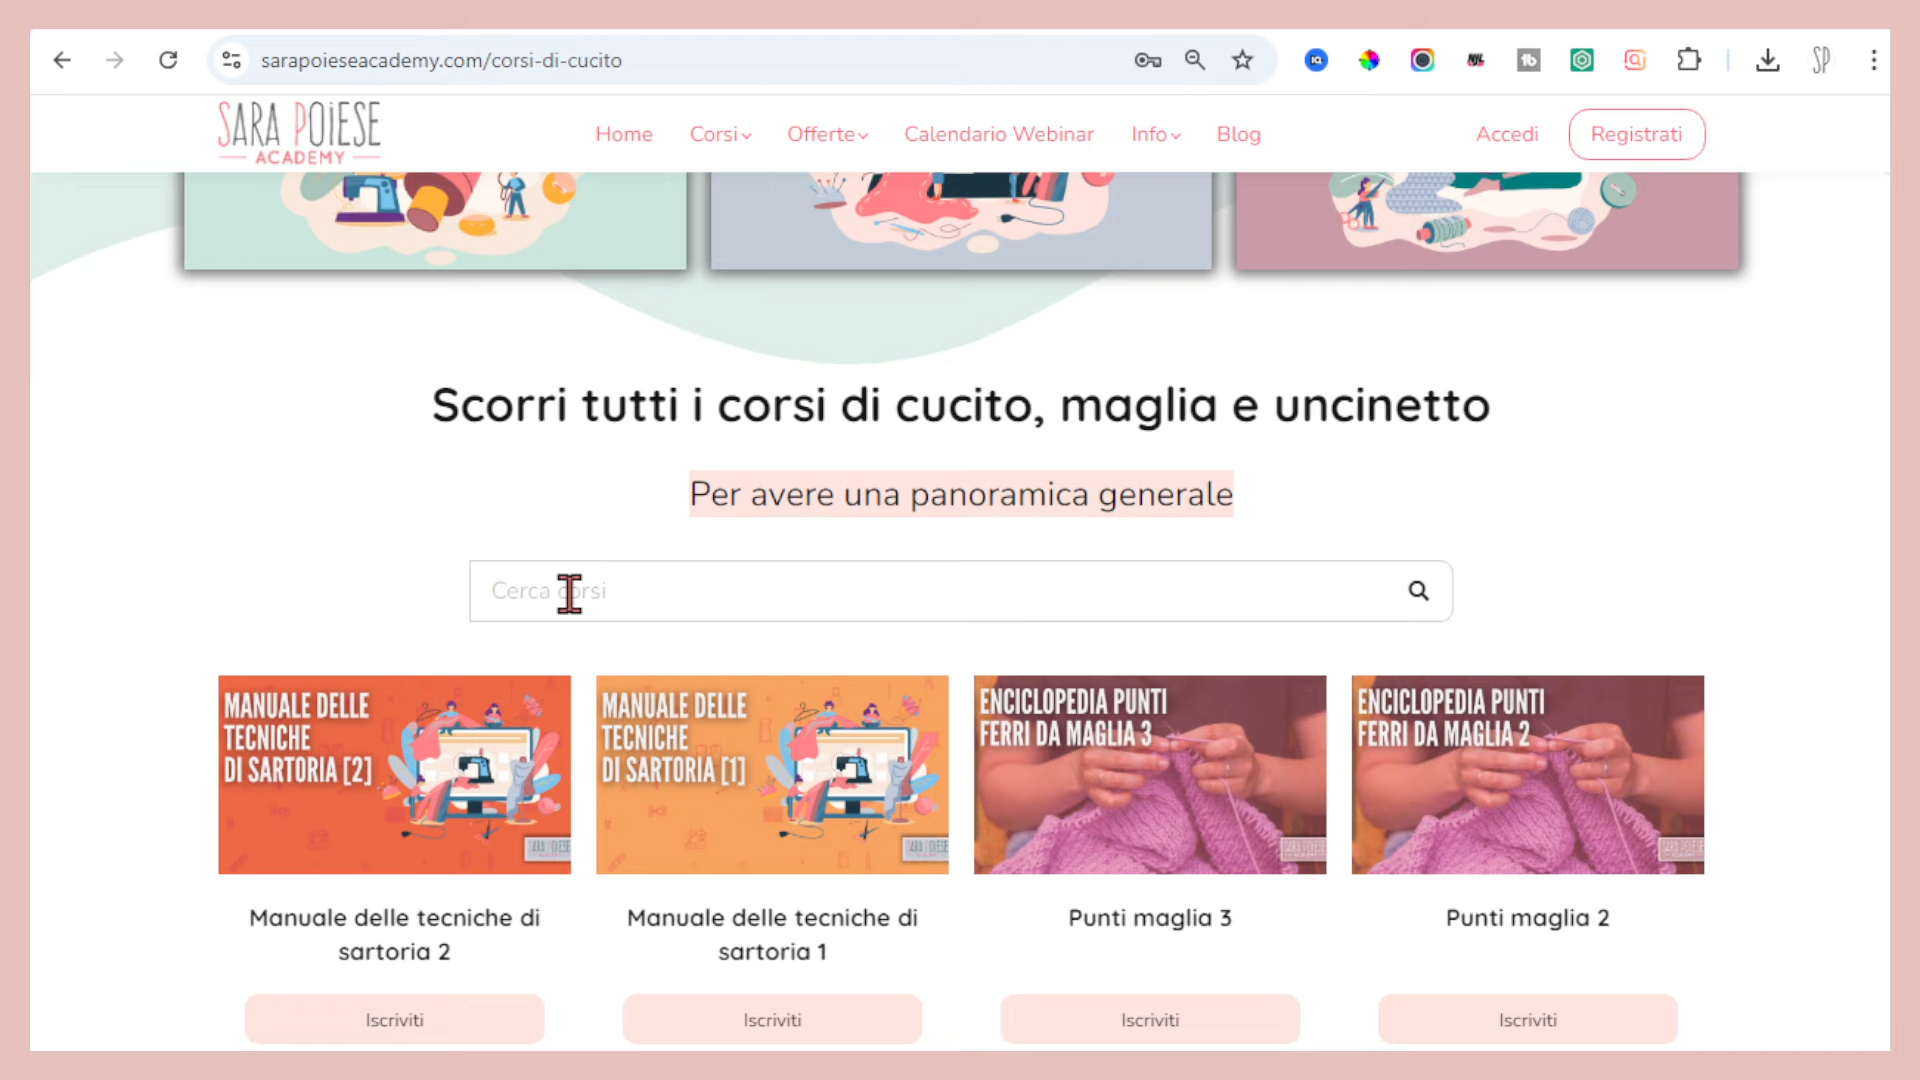 sarapoieseacademy.com/corsi-di-cucito
SP
SARA POIESE
ACADEMY
Home
Corsi
Offerte
Calendario Webinar
Info
Blog
Accedi
Registrati
Scorri tutti i corsi di cucito, maglia e uncinetto
Per avere una panoramica generale
Cerca corsi
MANUALE DELLE
TECNICHE
DI SARTORIA [2]
MANUALE DELLE
TECNICHE
DI SARTORIA [1]
ENCICLOPEDIA PUNTI
FERRI DA MAGLIA 3
ENCICLOPEDIA PUNTI
FERRI DA MAGLIA 2
Manuale delle tecniche di
sartoria 2
Manuale delle tecniche di
sartoria 1
Punti maglia 3
Punti maglia 2
Iscriviti
Iscriviti
Iscriviti
Iscriviti